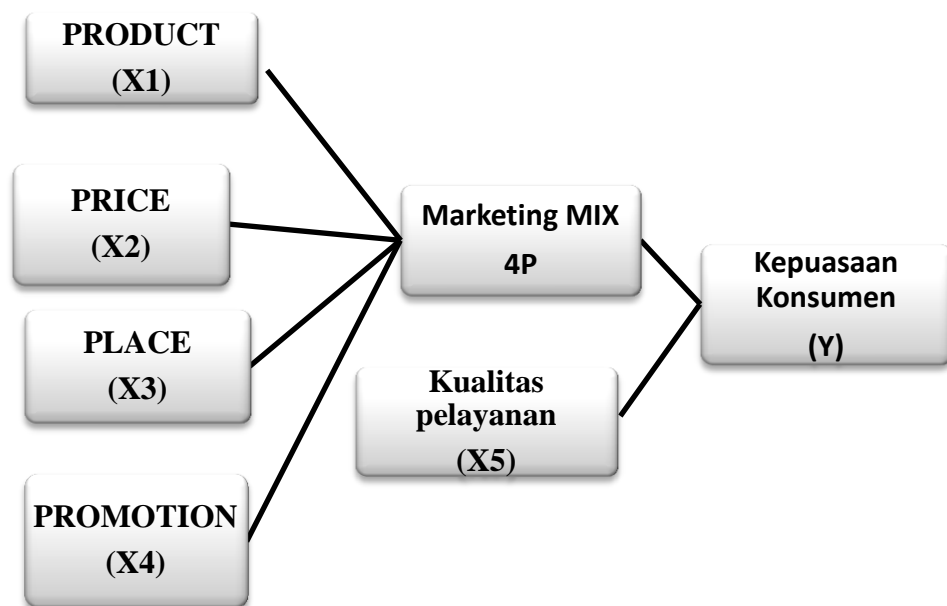 PRODUCT
(X1)
PRICE
(X2)
PLACE
(X3)
PROMOTION
(X4)
Marketing MIX
4P
Kualitas
pelayanan
(X5)
Kepuasaan
Konsumen
(Y)